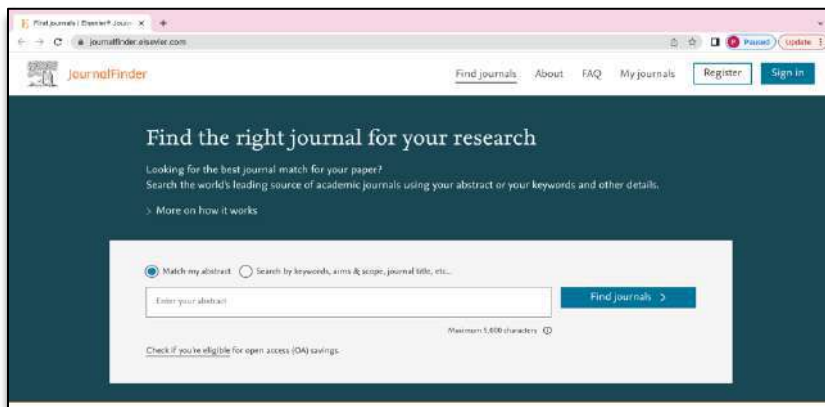 Find journals | Elsevier® Journ
journalfinder.elsevier.com
Paused
Update
JournalFinder
Find journals About FAQ My journals Register Sign in
Find the right journal for your research
Looking for the best journal match for your paper?
Search the world's leading source of academic journals using your abstract or your keywords and other details.
> More on how it works
Match my abstract Search by keywords, aims & scope, journal title, etc...
Enter your abstract
Find journals >
Maximum 5,000 characters
Check if you're eligible for open access (OA) savings.